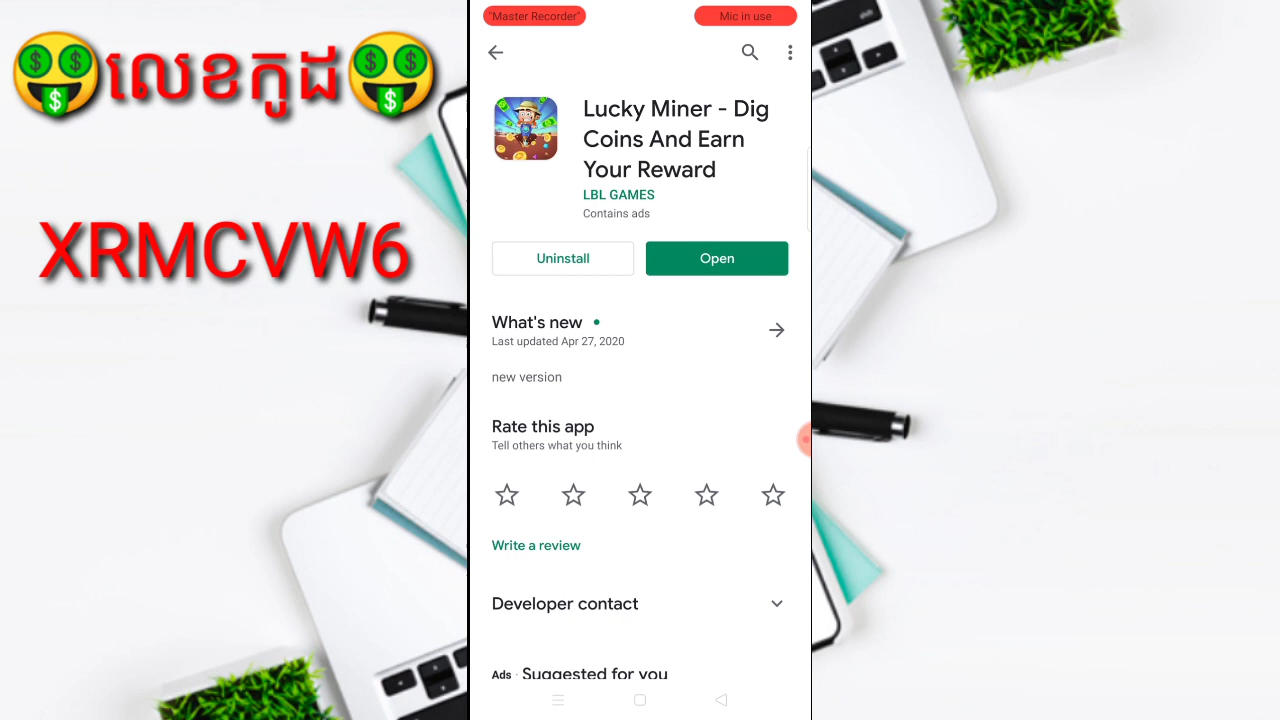 "Master Recorder"
Mic in use
🤑លេខកូដ🤑
XRMCVW6
Lucky Miner - Dig
Coins And Earn
Your Reward
LBL GAMES
Contains ads
Uninstall
Open
What's new
Last updated Apr 27, 2020
new version
Rate this app
Tell others what you think
Write a review
Developer contact
Ads · Suggested for you